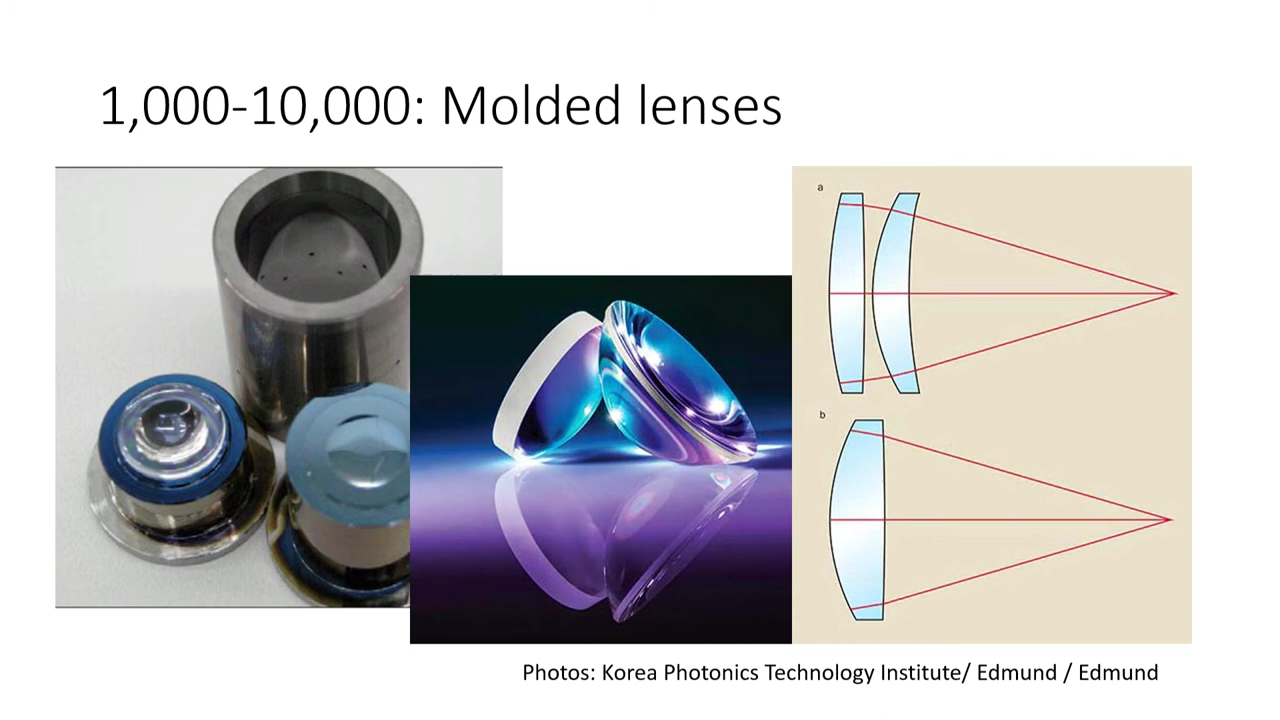 1,000-10,000: Molded lenses
a
b
Photos: Korea Photonics Technology Institute/ Edmund / Edmund